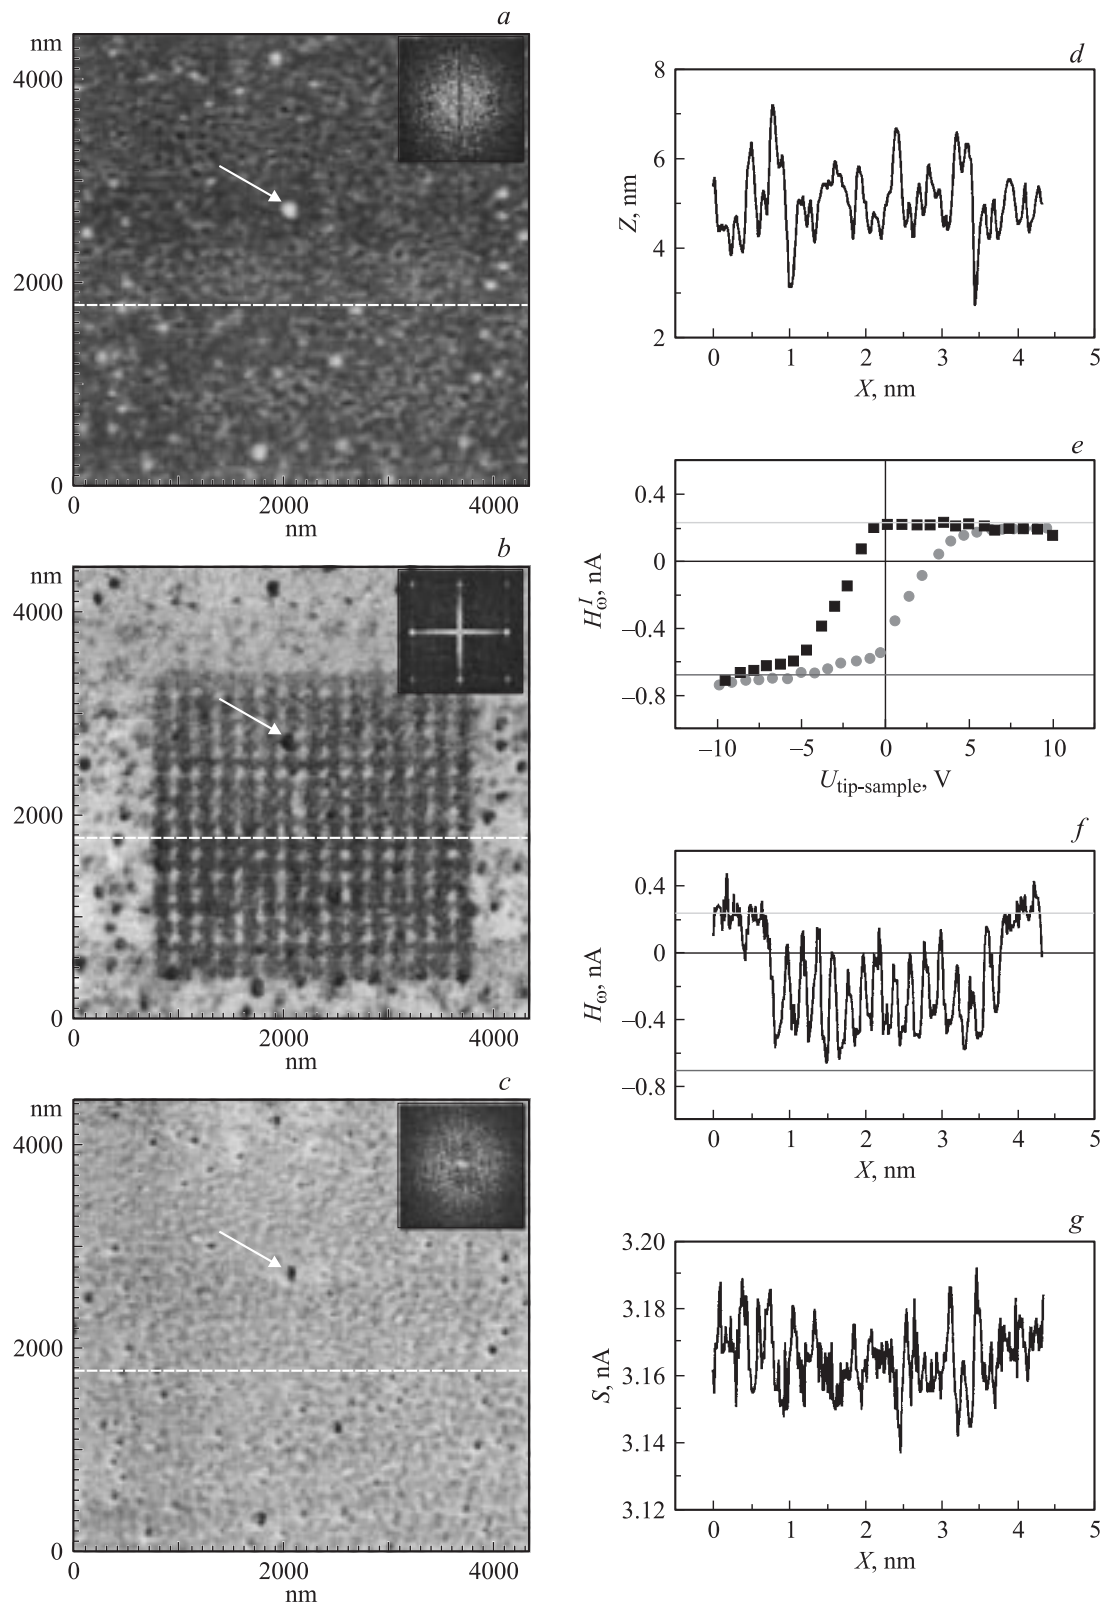 a
nm
4000
2000
0
0 2000 4000
nm
b
nm
4000
2000
0
0 2000 4000
nm
c
nm
4000
2000
0
0 2000 4000
nm
d
8
6
4
2
Z, nm
0 1 2 3 4 5
X, nm
e
0.4
0
–0.4
–0.8
H^I_ω, nA
–10 –5 0 5 10
U_tip-sample, V
f
0.4
0
–0.4
–0.8
H_ω, nA
0 1 2 3 4 5
X, nm
g
3.20
3.18
3.16
3.14
3.12
S, nA
0 1 2 3 4 5
X, nm